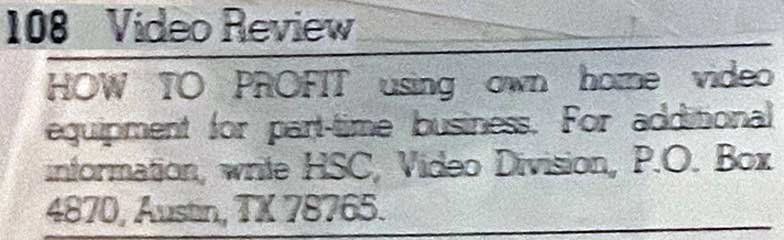 108 Video Review
HOW TO PROFIT using own home video
equipment for part-time business. For additional
information, write HSC, Video Division, P.O. Box
4870, Austin, TX 78765.